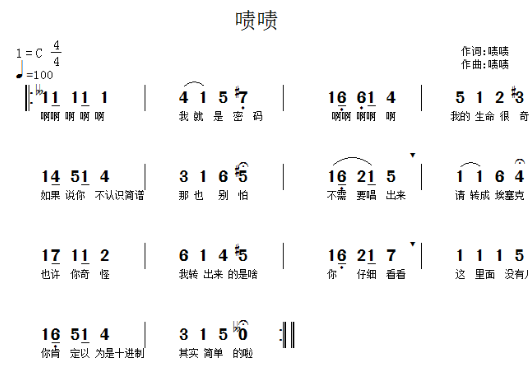 啧啧
1=C 4/4
作词:啧啧
♩=100
作曲:啧啧
𝄫11 11 1 | 4 1 5 #7 | 16 61 4 | 5 1 2 #3
啊啊 啊 啊 啊 我 就 是 密 码 啊啊 啊啊 啊 我的 生命 很 奇
14 51 4 | 3 1 6 #5 | 16 21 5 | 1 1 6 4
如果 说你 不认识简谱 那 也 别 怕 不需 要唱 出来 请 转成 埃塞克
17 11 2 | 6 1 4 #5 | 16 21 7 | 1 1 1 5
也许 你奇 怪 我转 出来 的是啥 你 仔细 看看 这 里面 没有
16 51 4 | 3 1 5 𝄫0
你肯 定以 为是十进制 其实 简单 的啦